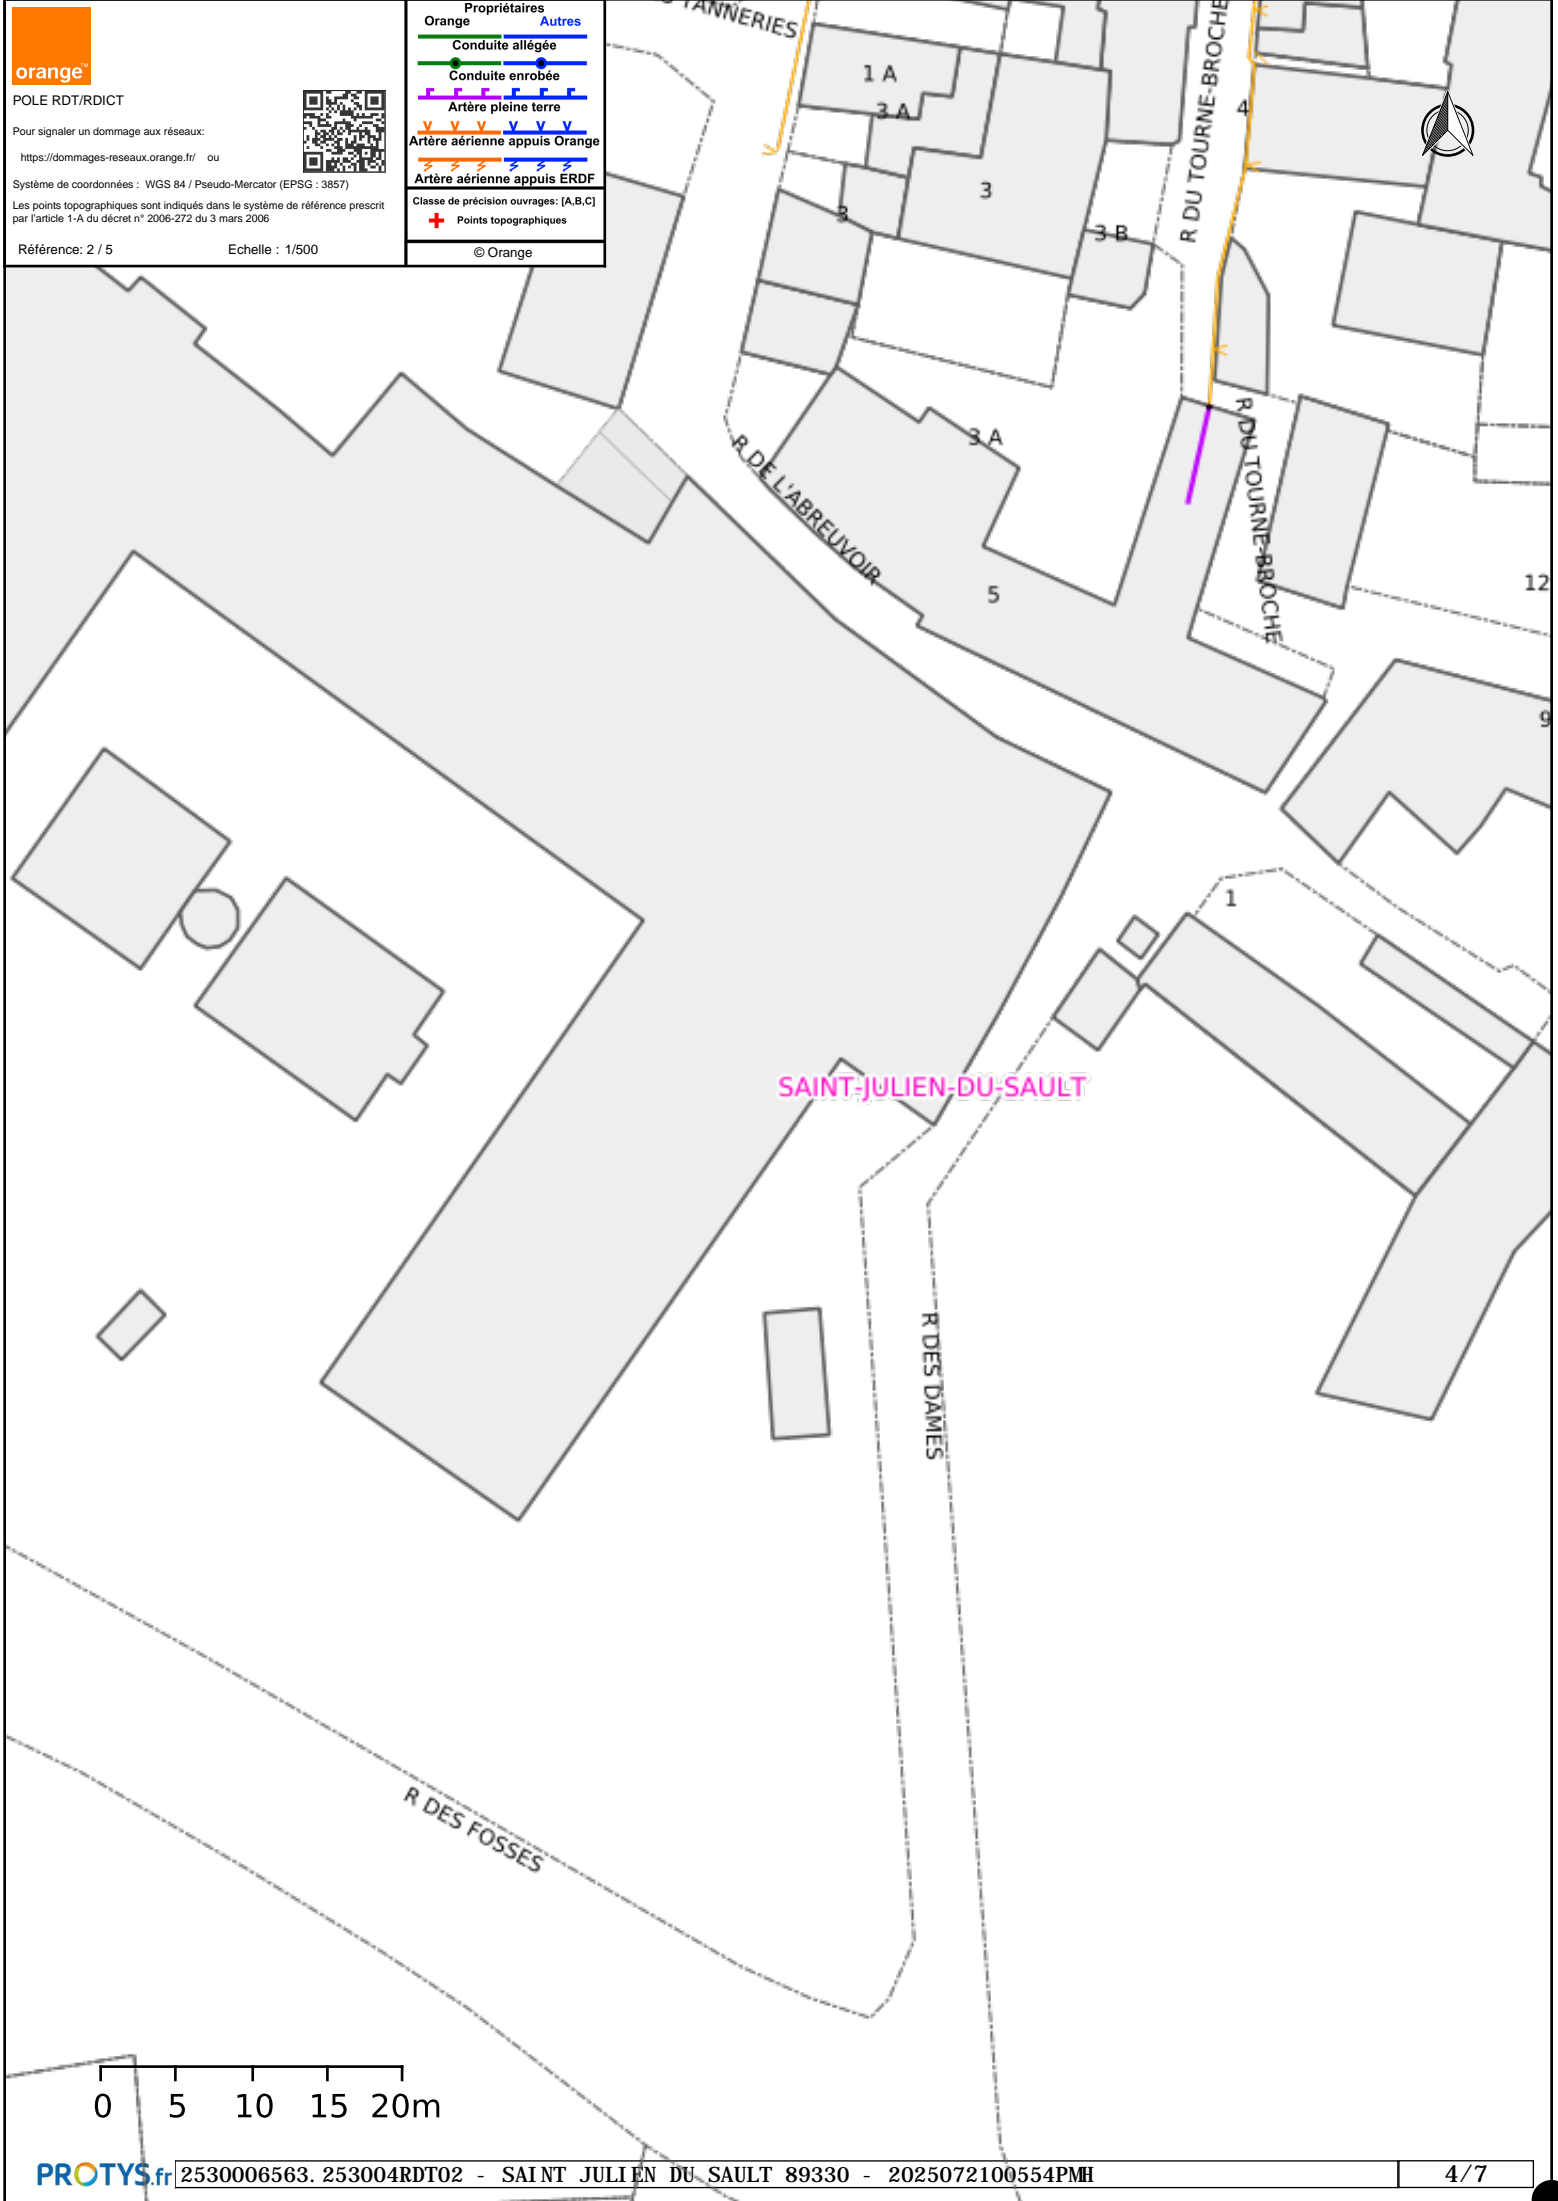 orange™
POLE RDT/RDICT
Pour signaler un dommage aux réseaux:
https://dommages-reseaux.orange.fr/ ou
Système de coordonnées : WGS 84 / Pseudo-Mercator (EPSG : 3857)
Les points topographiques sont indiqués dans le système de référence prescrit
par l'article 1-A du décret n° 2006-272 du 3 mars 2006
Référence: 2 / 5 Echelle : 1/500
Propriétaires
Orange Autres
Conduite allégée
Conduite enrobée
Artère pleine terre
Artère aérienne appuis Orange
Artère aérienne appuis ERDF
Classe de précision ouvrages: [A,B,C]
Points topographiques
© Orange
TANNERIES
1 A
3 A
3
3
3 B
4
R DU TOURNE-BROCHE
3 A
R DE L'ABREUVOIR
R DU TOURNE-BROCHE
5
12
9
1
SAINT-JULIEN-DU-SAULT
R DES DAMES
R DES FOSSES
0 5 10 15 20m
PROTYS.fr 2530006563.253004RDT02 - SAINT JULIEN DU SAULT 89330 - 2025072100554PMH 4/7